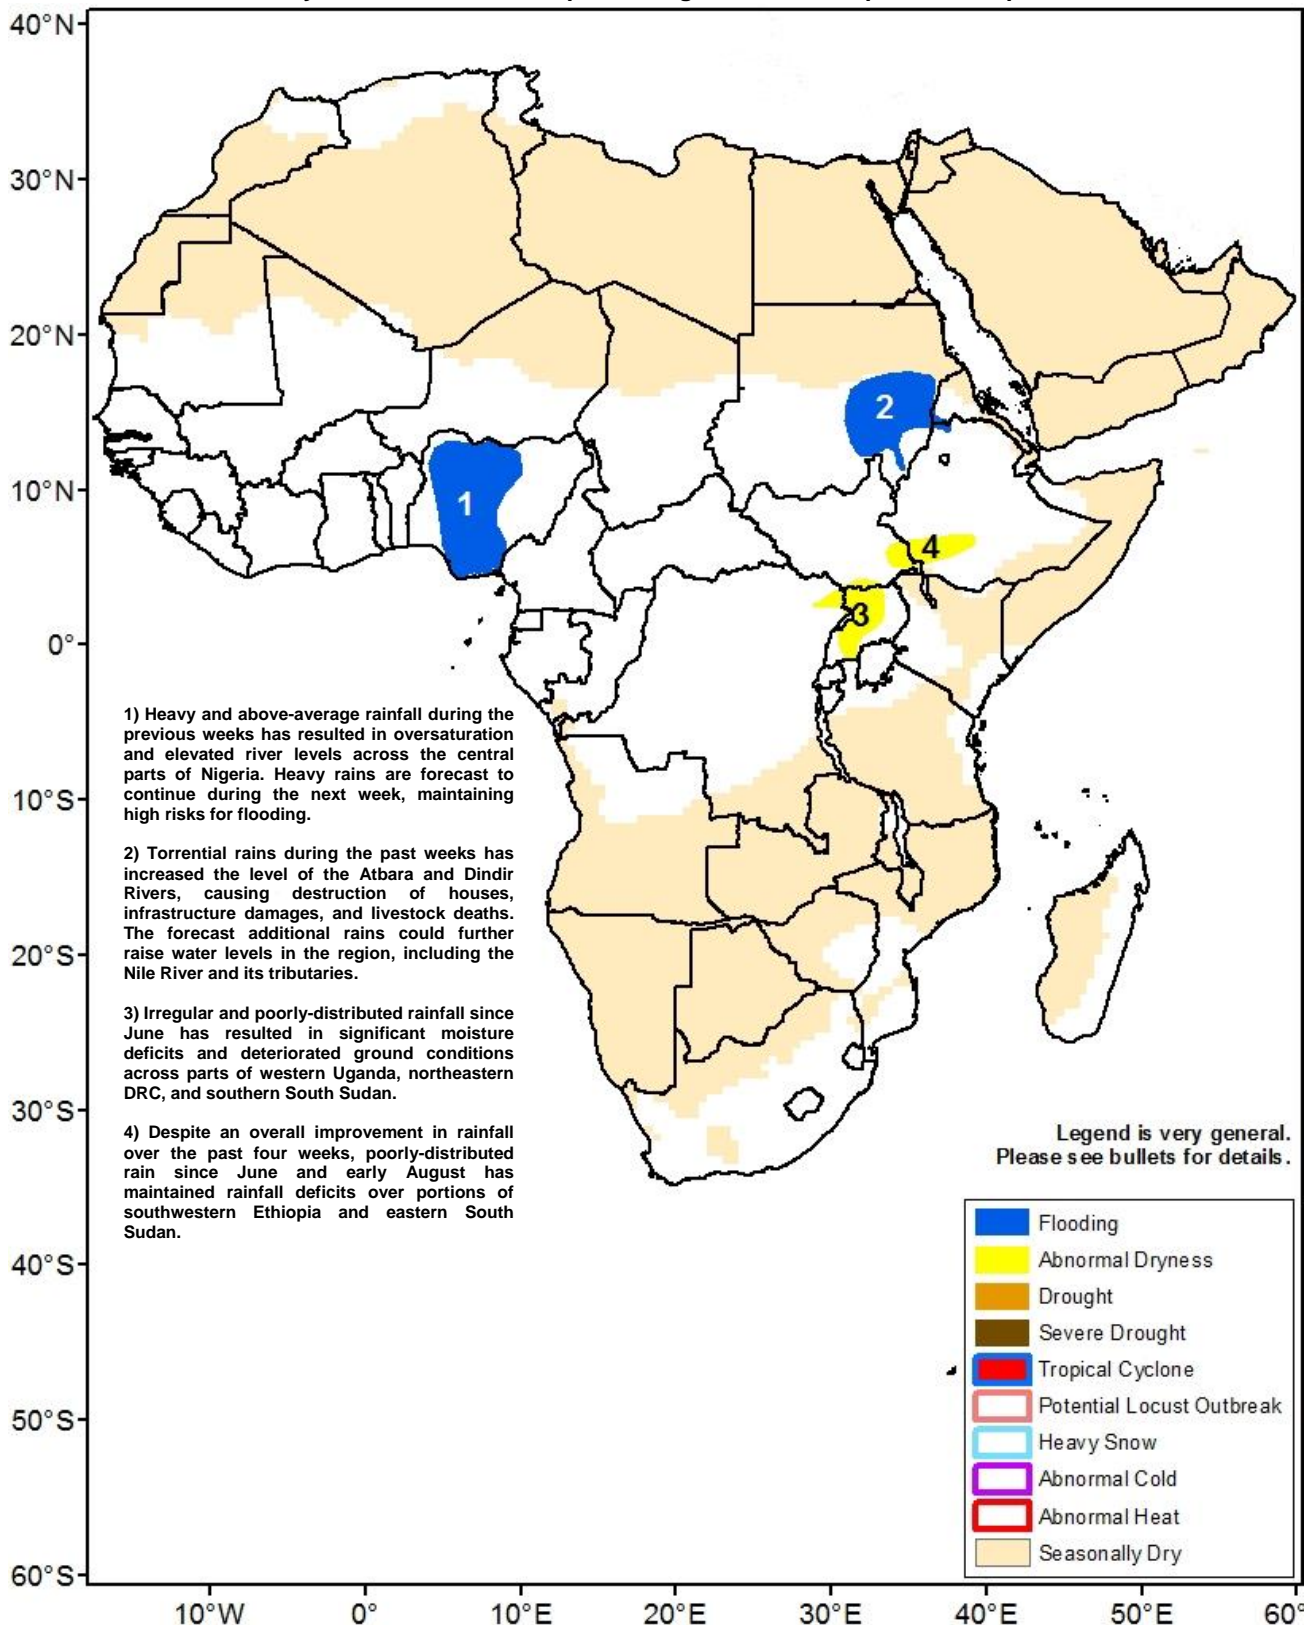 40°N
30°N
20°N
10°N
0°
10°S
20°S
30°S
40°S
50°S
60°S
1
2
4
3
1) Heavy and above-average rainfall during the
previous weeks has resulted in oversaturation
and elevated river levels across the central
parts of Nigeria. Heavy rains are forecast to
continue during the next week, maintaining
high risks for flooding.
2) Torrential rains during the past weeks has
increased the level of the Atbara and Dindir
Rivers, causing destruction of houses,
infrastructure damages, and livestock deaths.
The forecast additional rains could further
raise water levels in the region, including the
Nile River and its tributaries.
3) Irregular and poorly-distributed rainfall since
June has resulted in significant moisture
deficits and deteriorated ground conditions
across parts of western Uganda, northeastern
DRC, and southern South Sudan.
4) Despite an overall improvement in rainfall
over the past four weeks, poorly-distributed
rain since June and early August has
maintained rainfall deficits over portions of
southwestern Ethiopia and eastern South
Sudan.
Legend is very general.
Please see bullets for details.
Flooding
Abnormal Dryness
Drought
Severe Drought
Tropical Cyclone
Potential Locust Outbreak
Heavy Snow
Abnormal Cold
Abnormal Heat
Seasonally Dry
10°W 0° 10°E 20°E 30°E 40°E 50°E 60°